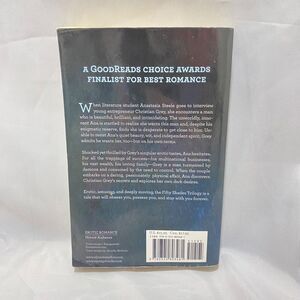 A GOODREADS CHOICE AWARDS
FINALIST FOR BEST ROMANCE
When literature student Anastasia Steele goes to interview
young entrepreneur Christian Grey, she encounters a man
who is beautiful, brilliant, and intimidating. The unworldly, inno-
cent Ana is startled to realize she wants this man and, despite
his enigmatic reserve, finds she is desperate to get close to him. Un-
able to resist Ana's quiet beauty, wit, and independent spirit, Grey
admits he wants her, too—but on his own terms.
Shocked yet thrilled by Grey's singular erotic tastes, Ana hesitates.
For all the trappings of success—his multinational businesses,
his vast wealth, his loving family—Grey is a man tormented by
demons and consumed by the need to control. When the couple
embarks on a daring, passionately physical affair, Ana discovers
Christian Grey's secrets and explores her own dark desires.
Erotic, amusing, and deeply moving, the Fifty Shades Trilogy is a
tale that will obsess you, possess you, and stay with you forever.
EROTIC ROMANCE